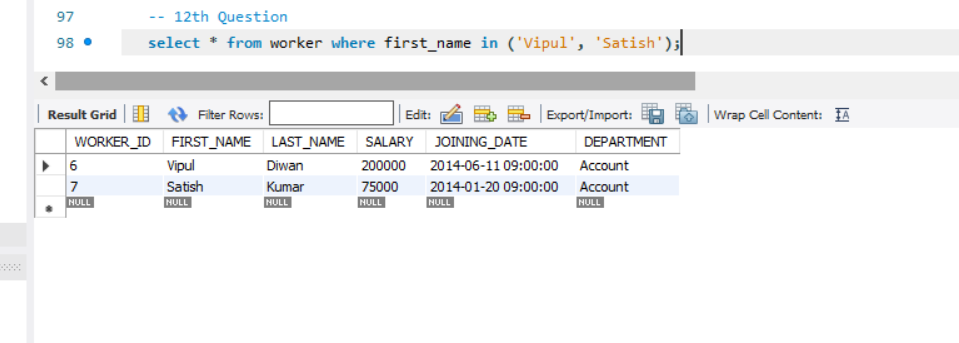 97 -- 12th Question
98 select * from worker where first_name in ('Vipul', 'Satish');
Result Grid Filter Rows: Edit: Export/Import: Wrap Cell Content: IA
WORKER_ID FIRST_NAME LAST_NAME SALARY JOINING_DATE DEPARTMENT
6 Vipul Diwan 200000 2014-06-11 09:00:00 Account
7 Satish Kumar 75000 2014-01-20 09:00:00 Account
NULL NULL NULL NULL NULL NULL